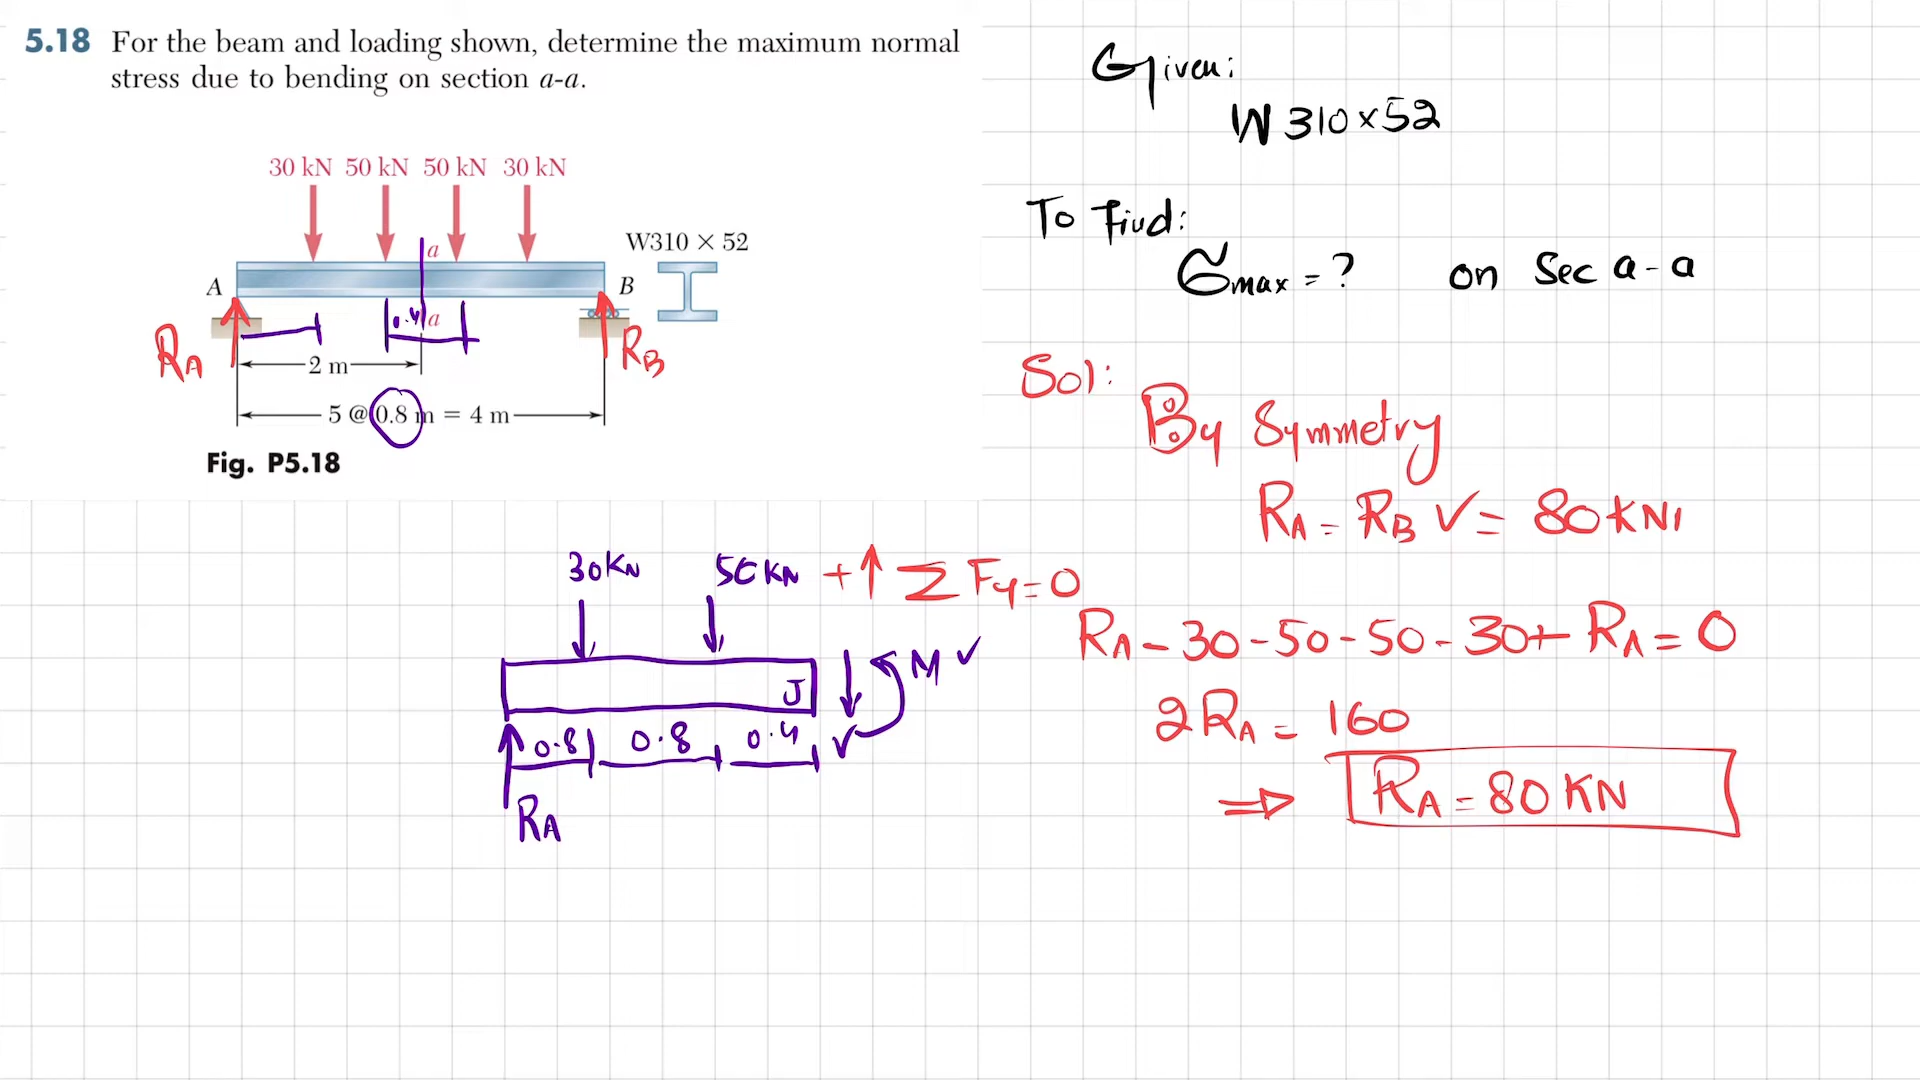 5.18 For the beam and loading shown, determine the maximum normal
stress due to bending on section a-a.
30 kN 50 kN 50 kN 30 kN
a
W310 × 52
A
B
0.4
a
RA
RB
2 m
5 @ 0.8 m = 4 m
Fig. P5.18
Given:
W 310×52
To Find:
σmax = ? on Sec a-a
Sol:
By Symmetry
RA = RB ✓ = 80 KN
30KN
50 KN
+↑ Σ Fy = 0
RA - 30 - 50 - 50 - 30 + RA = 0
J
M ✓
0.8
0.8
0.4
V
2RA = 160
RA
⇒ RA = 80 KN